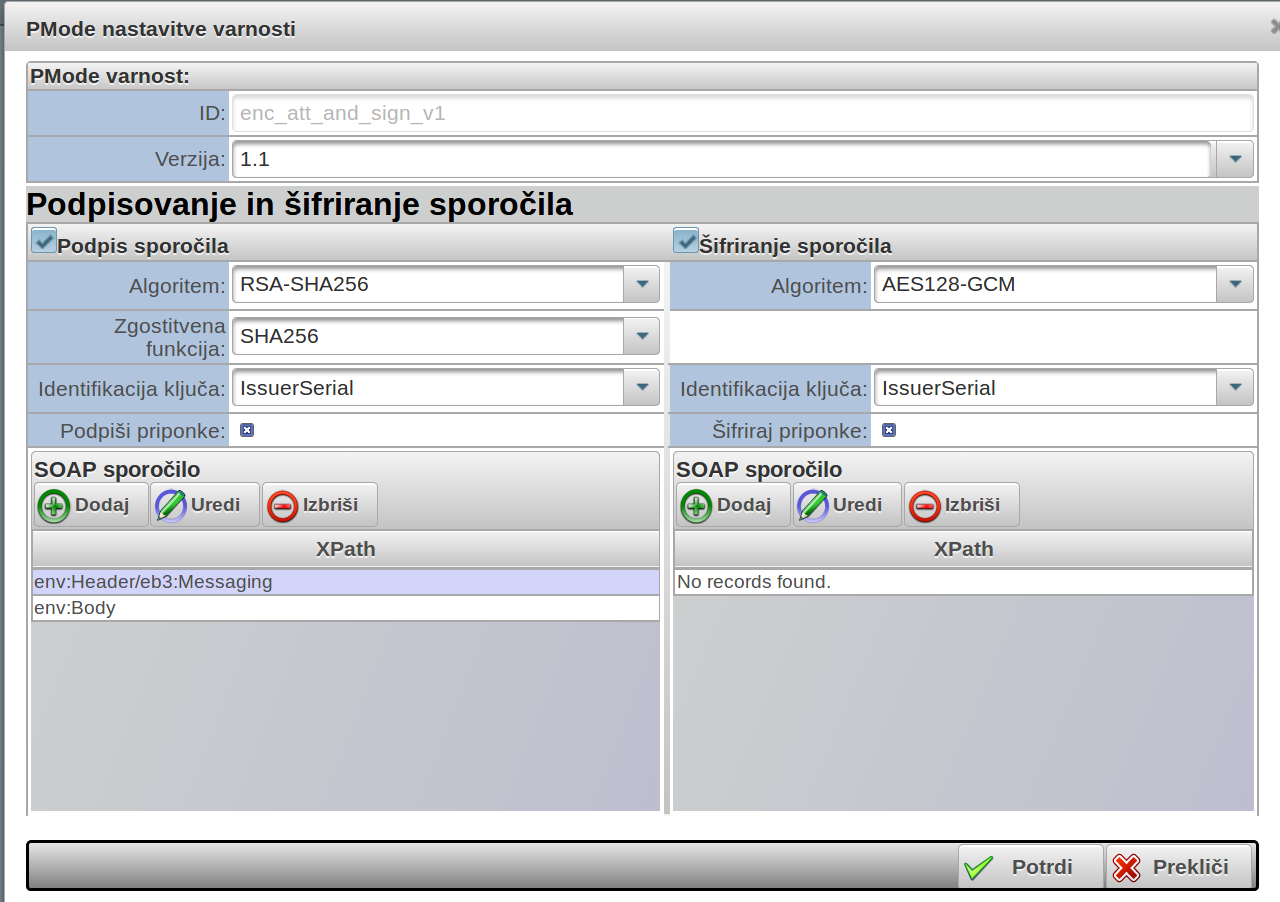 PMode nastavitve varnosti
PMode varnost:
ID: enc_att_and_sign_v1
Verzija: 1.1
Podpisovanje in šifriranje sporočila
Podpis sporočila
Šifriranje sporočila
Algoritem: RSA-SHA256
Algoritem: AES128-GCM
Zgostitvena
funkcija: SHA256
Identifikacija ključa: IssuerSerial
Identifikacija ključa: IssuerSerial
Podpiši priponke:
Šifriraj priponke:
SOAP sporočilo
SOAP sporočilo
Dodaj Uredi Izbriši
Dodaj Uredi Izbriši
XPath
XPath
env:Header/eb3:Messaging
No records found.
env:Body
Potrdi Prekliči